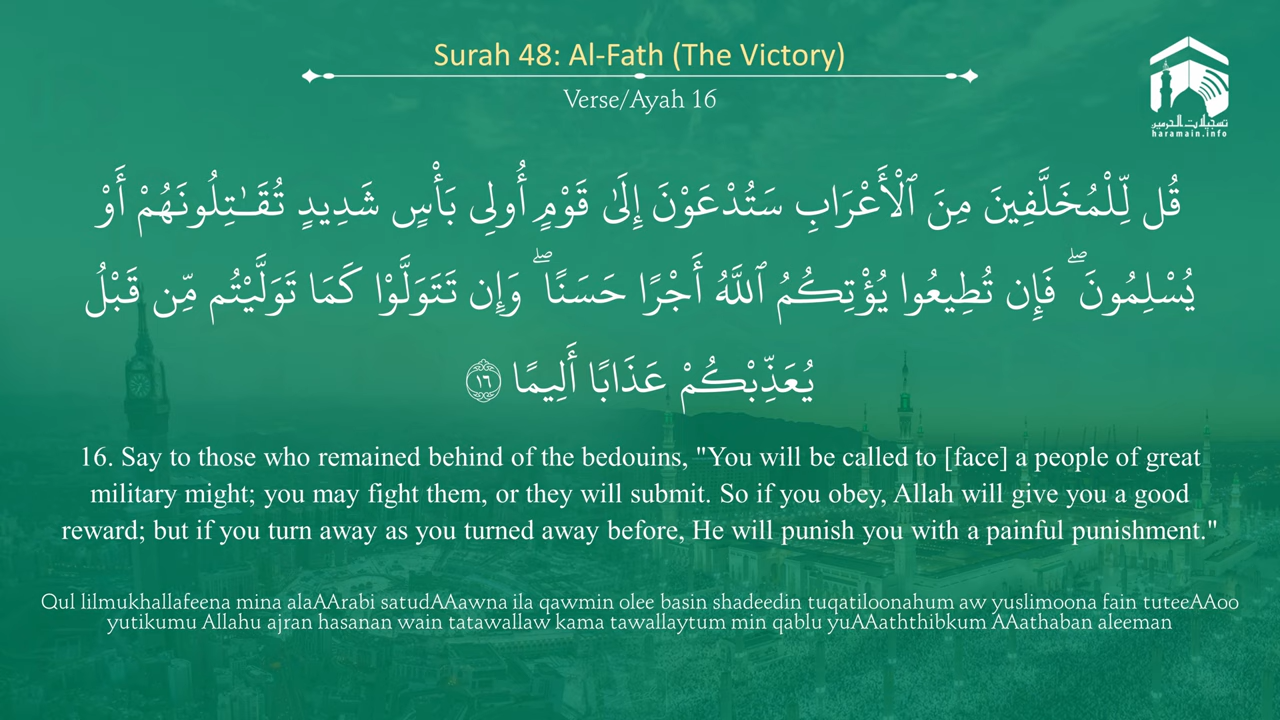 Surah 48: Al-Fath (The Victory)
Verse/Ayah 16
تسجيلات الحرمين
haramain.info
قُل لِّلْمُخَلَّفِينَ مِنَ ٱلْأَعْرَابِ سَتُدْعَوْنَ إِلَىٰ قَوْمٍ أُو۟لِى بَأْسٍ شَدِيدٍ تُقَـٰتِلُونَهُمْ أَوْ
يُسْلِمُونَ ۖ فَإِن تُطِيعُوا۟ يُؤْتِكُمُ ٱللَّهُ أَجْرًا حَسَنًا ۖ وَإِن تَتَوَلَّوْا۟ كَمَا تَوَلَّيْتُم مِّن قَبْلُ
يُعَذِّبْكُمْ عَذَابًا أَلِيمًا ١٦
16. Say to those who remained behind of the bedouins, "You will be called to [face] a people of great
military might; you may fight them, or they will submit. So if you obey, Allah will give you a good
reward; but if you turn away as you turned away before, He will punish you with a painful punishment."
Qul lilmukhallafeena mina alaAArabi satudAAawna ila qawmin olee basin shadeedin tuqatiloonahum aw yuslimoona fain tuteeAAoo
yutikumu Allahu ajran hasanan wain tatawallaw kama tawallaytum min qablu yuAAaththibkum AAathaban aleeman